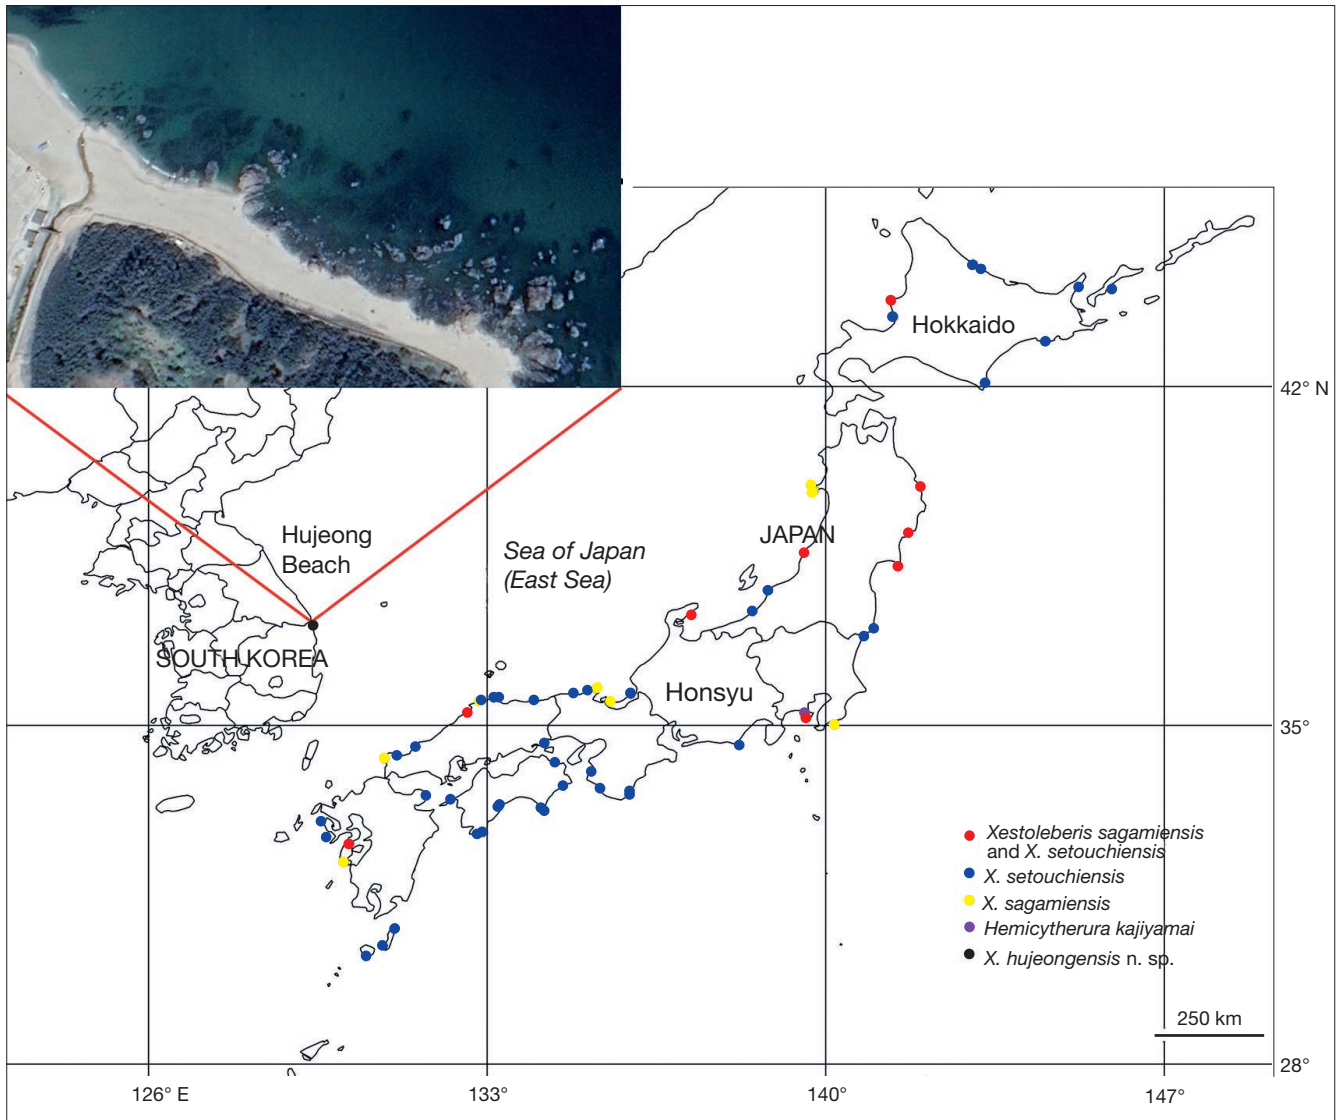 Hokkaido
42° N
Hujeong
Beach
Sea of Japan
(East Sea)
JAPAN
SOUTH KOREA
Honsyu
35°
Xestoleberis sagamiensis
and X. setouchiensis
X. setouchiensis
X. sagamiensis
Hemicytherura kajiyamai
X. hujeongensis n. sp.
250 km
28°
126° E
133°
140°
147°